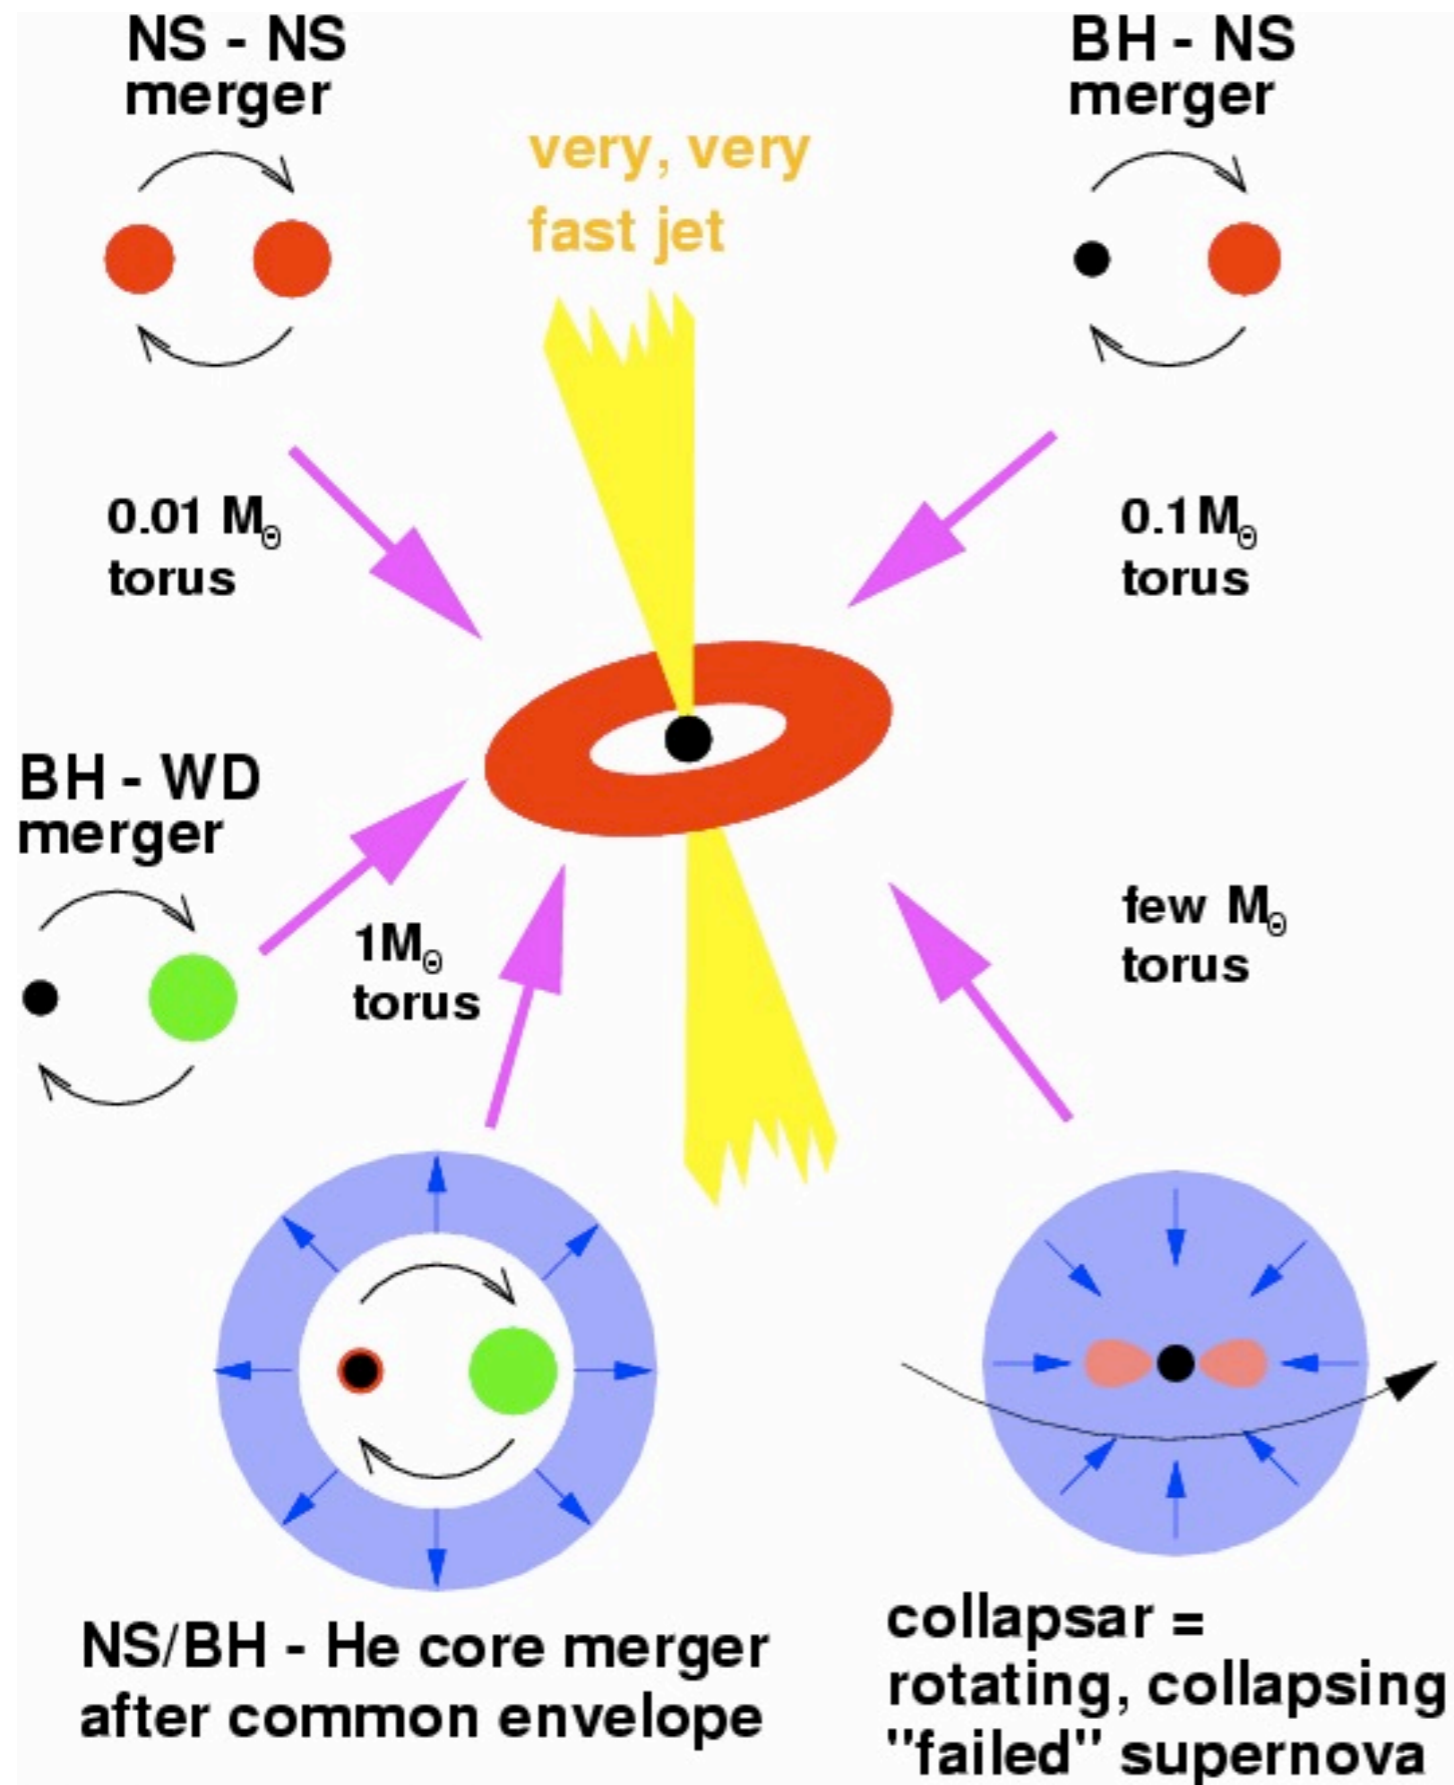 NS - NS
merger
BH - NS
merger
very, very
fast jet
0.01 M⊙
torus
0.1M⊙
torus
BH - WD
merger
1M⊙
torus
few M⊙
torus
NS/BH - He core merger
after common envelope
collapsar =
rotating, collapsing
"failed" supernova